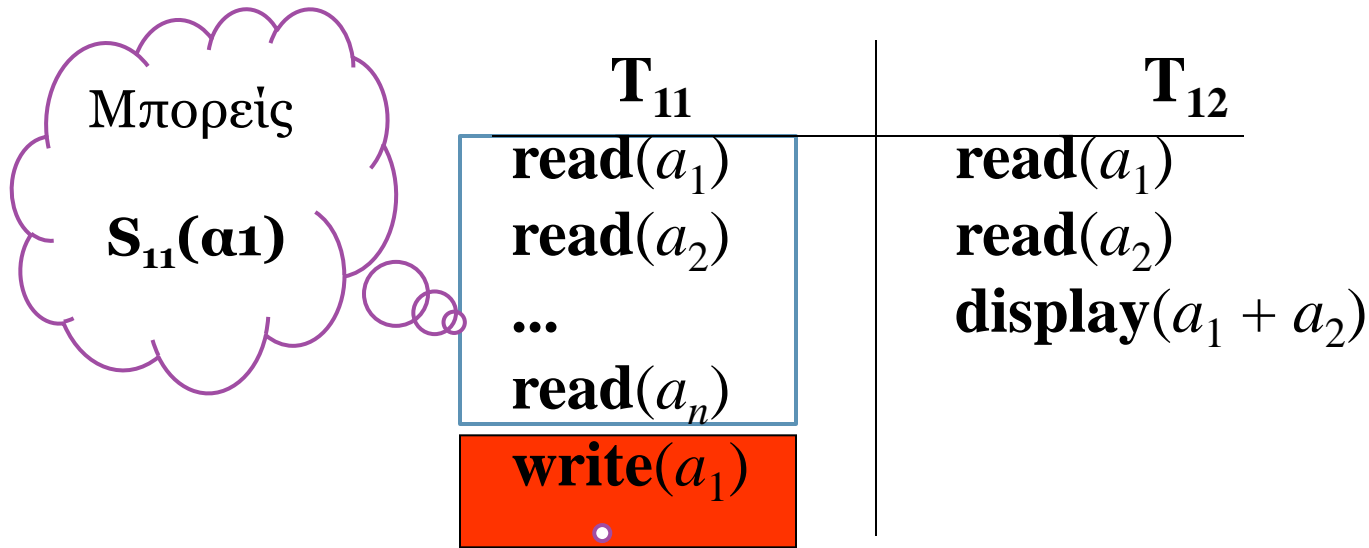 Μπορείς
S₁₁(α1)
T₁₁ T₁₂
read(a₁) read(a₁)
read(a₂) read(a₂)
... display(a₁ + a₂)
read(aₙ)
write(a₁)